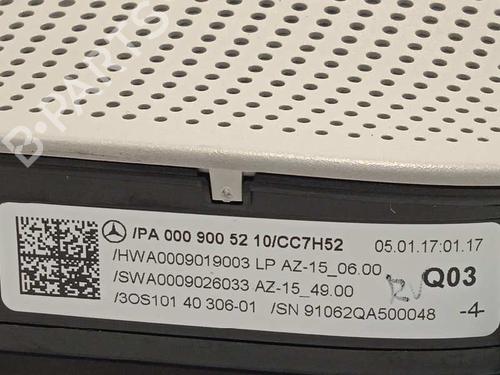 B-PARTS
/PA 000 900 52 10/CC7H52 05.01.17:01.17
/HWA0009019003 LP AZ-15_06.00
/SWA0009026033 AZ-15_49.00 Q03
/3OS101 40 306-01 /SN 91062QA500048 -4